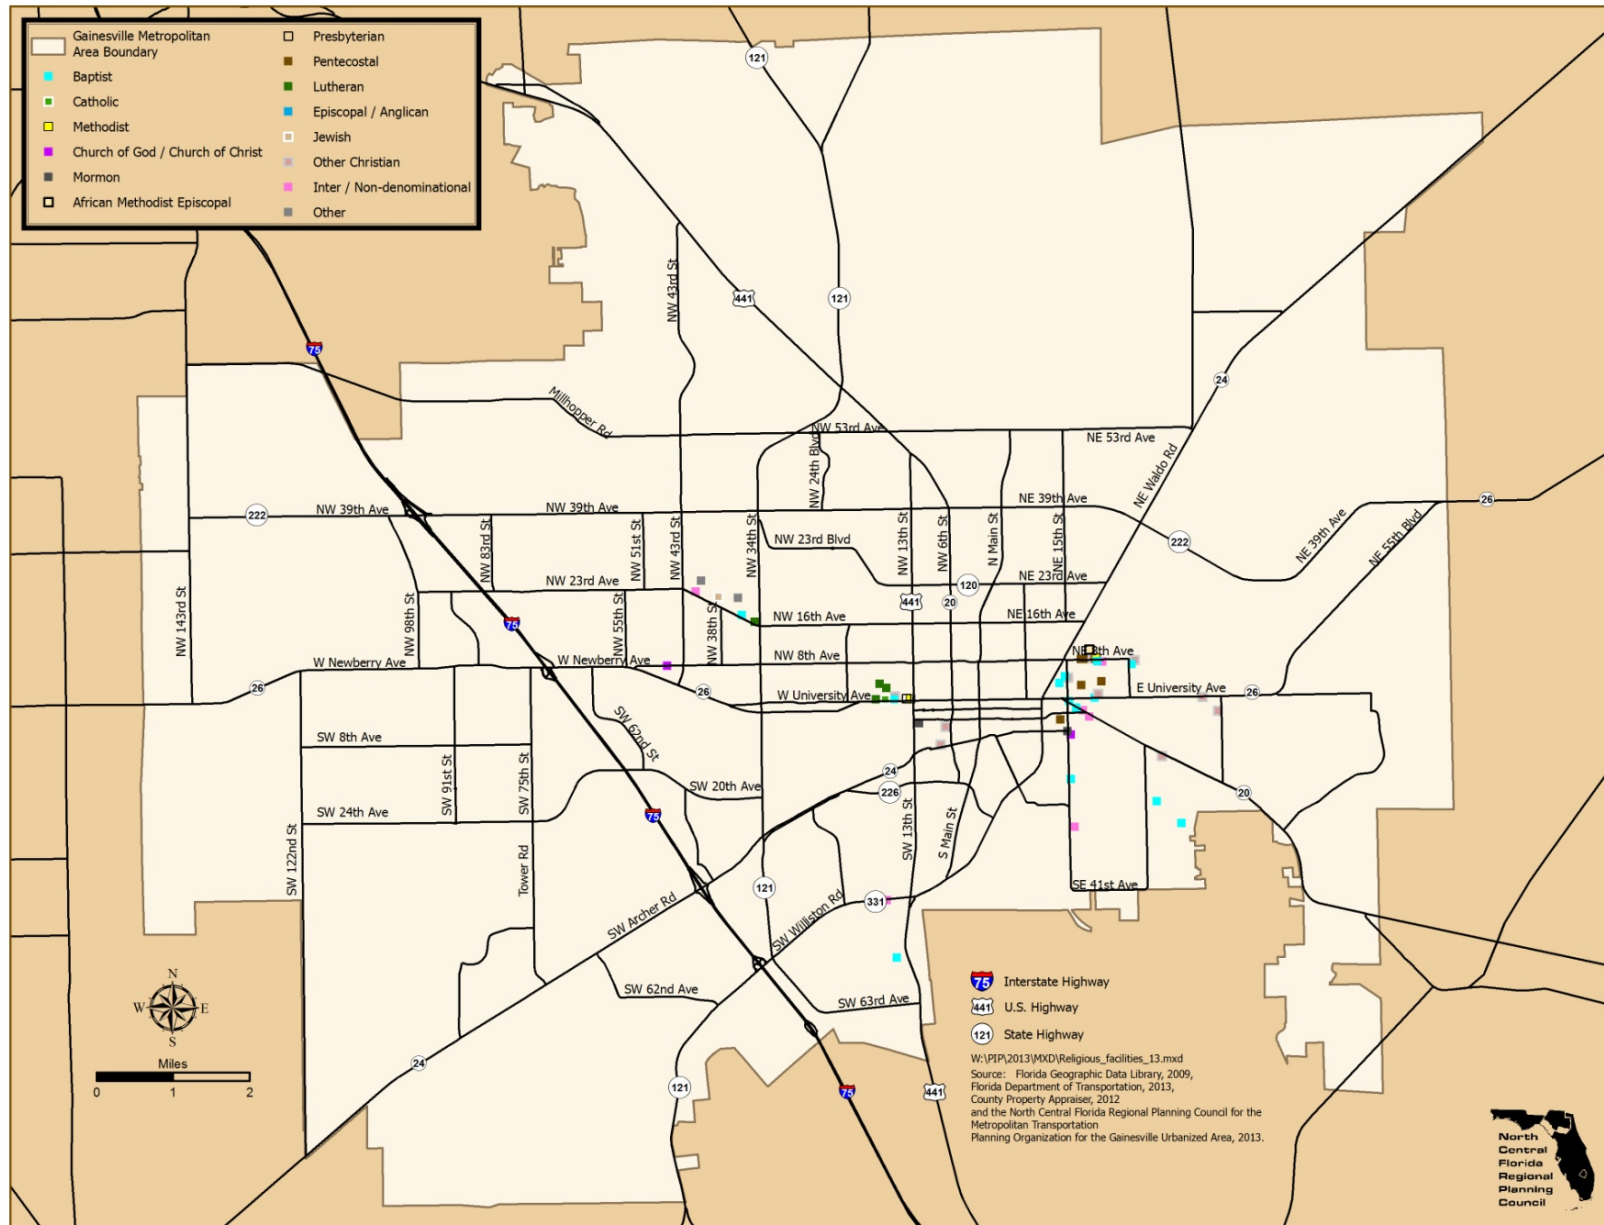 Gainesville Metropolitan
Area Boundary
Baptist
Catholic
Methodist
Church of God / Church of Christ
Mormon
African Methodist Episcopal
Presbyterian
Pentecostal
Lutheran
Episcopal / Anglican
Jewish
Other Christian
Inter / Non-denominational
Other
121
NW 43rd St
441
121
75
24
Millhopper Rd
NW 53rd Ave
NE 53rd Ave
NW 24th Blvd
NE Waldo Rd
26
222
NW 39th Ave
NW 39th Ave
NE 39th Ave
NE 39th Ave
NE 55th Blvd
222
NW 83rd St
NW 51st St
NW 43rd St
NW 34th St
NW 23rd Blvd
NW 13th St
NW 6th St
N Main St
NE 15th St
NW 143rd St
NW 98th St
NW 23rd Ave
120
NE 23rd Ave
441
20
75
NW 55th St
NW 38th St
NW 16th Ave
NE 16th Ave
W Newberry Ave
W Newberry Ave
NW 8th Ave
NE 8th Ave
26
26
W University Ave
E University Ave
26
SW 8th Ave
SW 62nd St
SW 91st St
SW 75th St
24
SW 20th Ave
226
20
SW 24th Ave
75
SW 122nd St
SW 13th St
S Main St
Tower Rd
121
SE 41st Ave
331
SW Archer Rd
SW Williston Rd
SW 62nd Ave
SW 63rd Ave
24
121
75
441
N
W
E
S
Miles
0
1
2
75 Interstate Highway
441 U.S. Highway
121 State Highway
W:\PIP\2013\MXD\Religious_facilities_13.mxd
Source: Florida Geographic Data Library, 2009,
Florida Department of Transportation, 2013,
County Property Appraiser, 2012
and the North Central Florida Regional Planning Council for the
Metropolitan Transportation
Planning Organization for the Gainesville Urbanized Area, 2013.
North
Central
Florida
Regional
Planning
Council